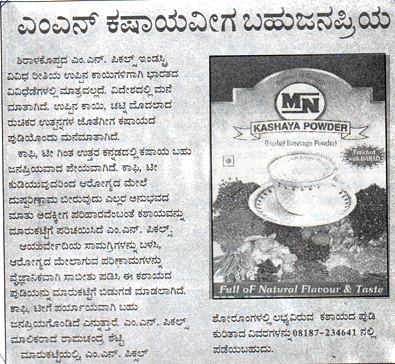 ಎಂಎನ್ ಕಷಾಯವೀಗ ಬಹುಜನಪ್ರಿಯ
ಶಿರಾಳಕೊಪ್ಪದ ಎಂ.ಎನ್. ಪಿಕಲ್ಸ್ ಇಂಡಸ್ಟ್ರಿ
ವಿವಿಧ ರೀತಿಯ ಉಪ್ಪಿನ ಕಾಯಿಗಳಿಗಾಗಿ ಭಾರತದ
ವಿವಿಧೆಡೆಗಳಲ್ಲಿ ಮಾತ್ರವಲ್ಲದೆ. ವಿದೇಶದಲ್ಲಿ ಮನೆ
ಮಾತಾಗಿದೆ. ಉಪ್ಪಿನ ಕಾಯಿ, ಚಟ್ನಿ ಮೊದಲಾದ
ರುಚಿಕರ ಉತ್ಪನ್ನಗಳ ಜೊತೆಗೀಗ ಕಷಾಯದ
ಪುಡಿಯೊಂದು ಮನೆಮಾತಾಗಿದೆ.
ಕಾಫಿ, ಟೀ ಗಿಂತ ಉತ್ತರ ಕನ್ನಡದಲ್ಲಿ ಕಷಾಯ ಬಹು
ಜನಪ್ರಿಯವಾದ ಪೇಯವಾಗಿದೆ. ಕಾಫಿ, ಟೀ
ಕುಡಿಯುವುದರಿಂದ ಆರೋಗ್ಯದ ಮೇಲೆ
ದುಷ್ಪರಿಣಾಮ ಬೀರುವುದು ಎಲ್ಲರ ಅನುಭವದ
ಮಾತು ಅದಕ್ಕೀಗ ಪರಿಹಾರವೆಂಬಂತೆ ಕಶಾಯವನ್ನು
ಮಾರುಕಟ್ಟೆಗೆ ಪರಿಚಯಿಸಿದೆ ಎಂ.ಎನ್. ಪಿಕಲ್ಸ್.
ಆಯುರ್ವೇದಿಯ ಸಾಮಗ್ರಿಗಳನ್ನು ಬಳಸಿ,
ಆರೋಗ್ಯದ ಮೇಲಾಗುವ ಪರಿಣಾಮಗಳನ್ನು
ವೈಜ್ಞಾನಿಕವಾಗಿ ಸಾಬೀತು ಪಡಿಸಿ ಈ ಕಶಾಯದ
ಪುಡಿಯನ್ನು ಮಾರುಕಟ್ಟೆಗೆ ಬಿಡುಗಡೆ ಮಾಡಲಾಗಿದೆ.
ಕಾಫಿ, ಟೀಗೆ ಪರ್ಯಾಯವಾಗಿ ಬಹು
ಜನಪ್ರಿಯಗೊಂಡಿದೆ ಎನ್ನುತ್ತಾರೆ. ಎಂ.ಎನ್. ಪಿಕಲ್ಸ್
ಮಾಲಿಕರಾದ ರಾಮಚಂದ್ರ ಶೆಟ್ಟಿ
ಮಾರುಕಟ್ಟೆಯಲ್ಲಿ, ಎಂ.ಎನ್. ಪಿಕಲ್
MN
KASHAYA POWDER
(Herbal Beverage Powder)
Enriched
with
Full of Natural Flavour & Taste
ಶೋರೂಂಗಳಲ್ಲಿ ಲಭ್ಯವಿರುವ ಕಶಾಯದ ಪುಡಿ
ಕುರಿತಾದ ವಿವರಗಳನ್ನು 08187-234641 ನಲ್ಲಿ
ಪಡೆಯಬಹುದು.